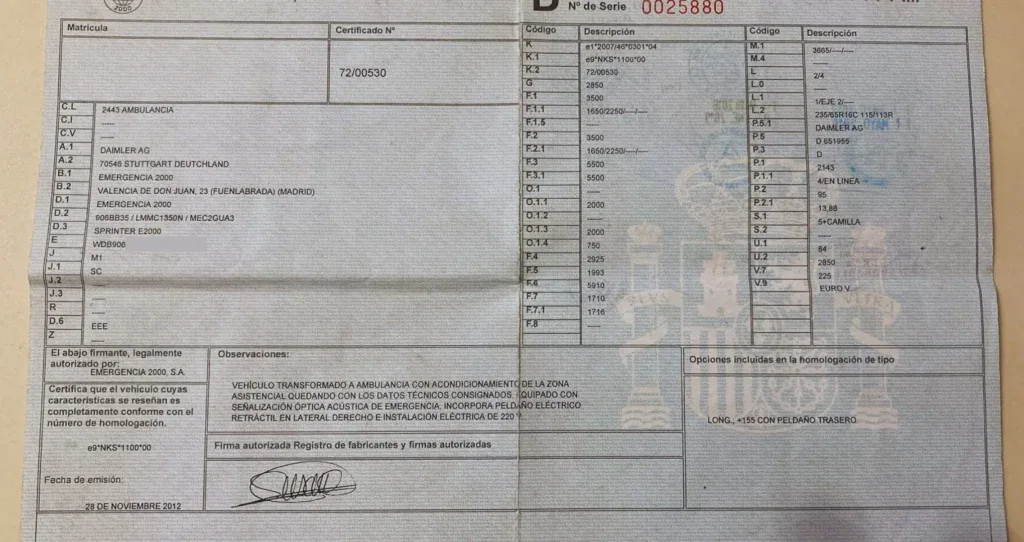 2000
D
Nº de Serie 0025880
Matrícula
Certificado Nº
72/00530
Código Descripción
K e1*2007/46*0301*04
K.1 e9*NKS*1100*00
K.2 72/00530
G 2850
F.1 3500
F.1.1 1650/2250/----/----
F.1.5 -----
F.2 3500
F.2.1 1650/2250/----/----
F.3 5500
F.3.1 5500
O.1 -----
O.1.1 2000
O.1.2 -----
O.1.3 2000
O.1.4 750
F.4 2925
F.5 1993
F.6 5910
F.7 1710
F.7.1 1716
F.8 -----
Código Descripción
M.1 3665/----/----
M.4 -----
L 2/4
L.0
L.1 1/EJE 2/----
L.2 235/65R16C 115/113R
P.5.1 DAIMLER AG
P.5 D 651955
P.3 D
P.1 2143
P.1.1 4/EN LINEA
P.2 95
P.2.1 13,88
S.1 5+CAMILLA
S.2 -----
U.1 84
U.2 2850
V.7 225
V.9 EURO V
C.L 2443 AMBULANCIA
C.I -----
C.V -----
A.1 DAIMLER AG
A.2 70546 STUTTGART DEUTCHLAND
B.1 EMERGENCIA 2000
B.2 VALENCIA DE DON JUAN, 23 (FUENLABRADA) (MADRID)
D.1 EMERGENCIA 2000
D.2 906BB35 / LMMC1350N / MEC2GUA3
D.3 SPRINTER E2000
E WDB906
J M1
J.1 SC
J.2 -----
J.3 -----
R -----
D.6 EEE
Z -----
PLVS VLTRA
El abajo firmante, legalmente
autorizado por:
EMERGENCIA 2000, S.A.
Certifica que el vehículo cuyas
características se reseñan es
completamente conforme con el
número de homologación.
e9*NKS*1100*00
Fecha de emisión:
28 DE NOVIEMBRE 2012
Observaciones:
VEHÍCULO TRANSFORMADO A AMBULANCIA CON ACONDICIONAMIENTO DE LA ZONA
ASISTENCIAL QUEDANDO CON LOS DATOS TÉCNICOS CONSIGNADOS. EQUIPADO CON
SEÑALIZACIÓN ÓPTICA ACÚSTICA DE EMERGENCIA; INCORPORA PELDAÑO ELÉCTRICO
RETRÁCTIL EN LATERAL DERECHO E INSTALACIÓN ELÉCTRICA DE 220 V.
Firma autorizada Registro de fabricantes y firmas autorizadas
Opciones incluidas en la homologación de tipo
LONG., +155 CON PELDAÑO TRASERO